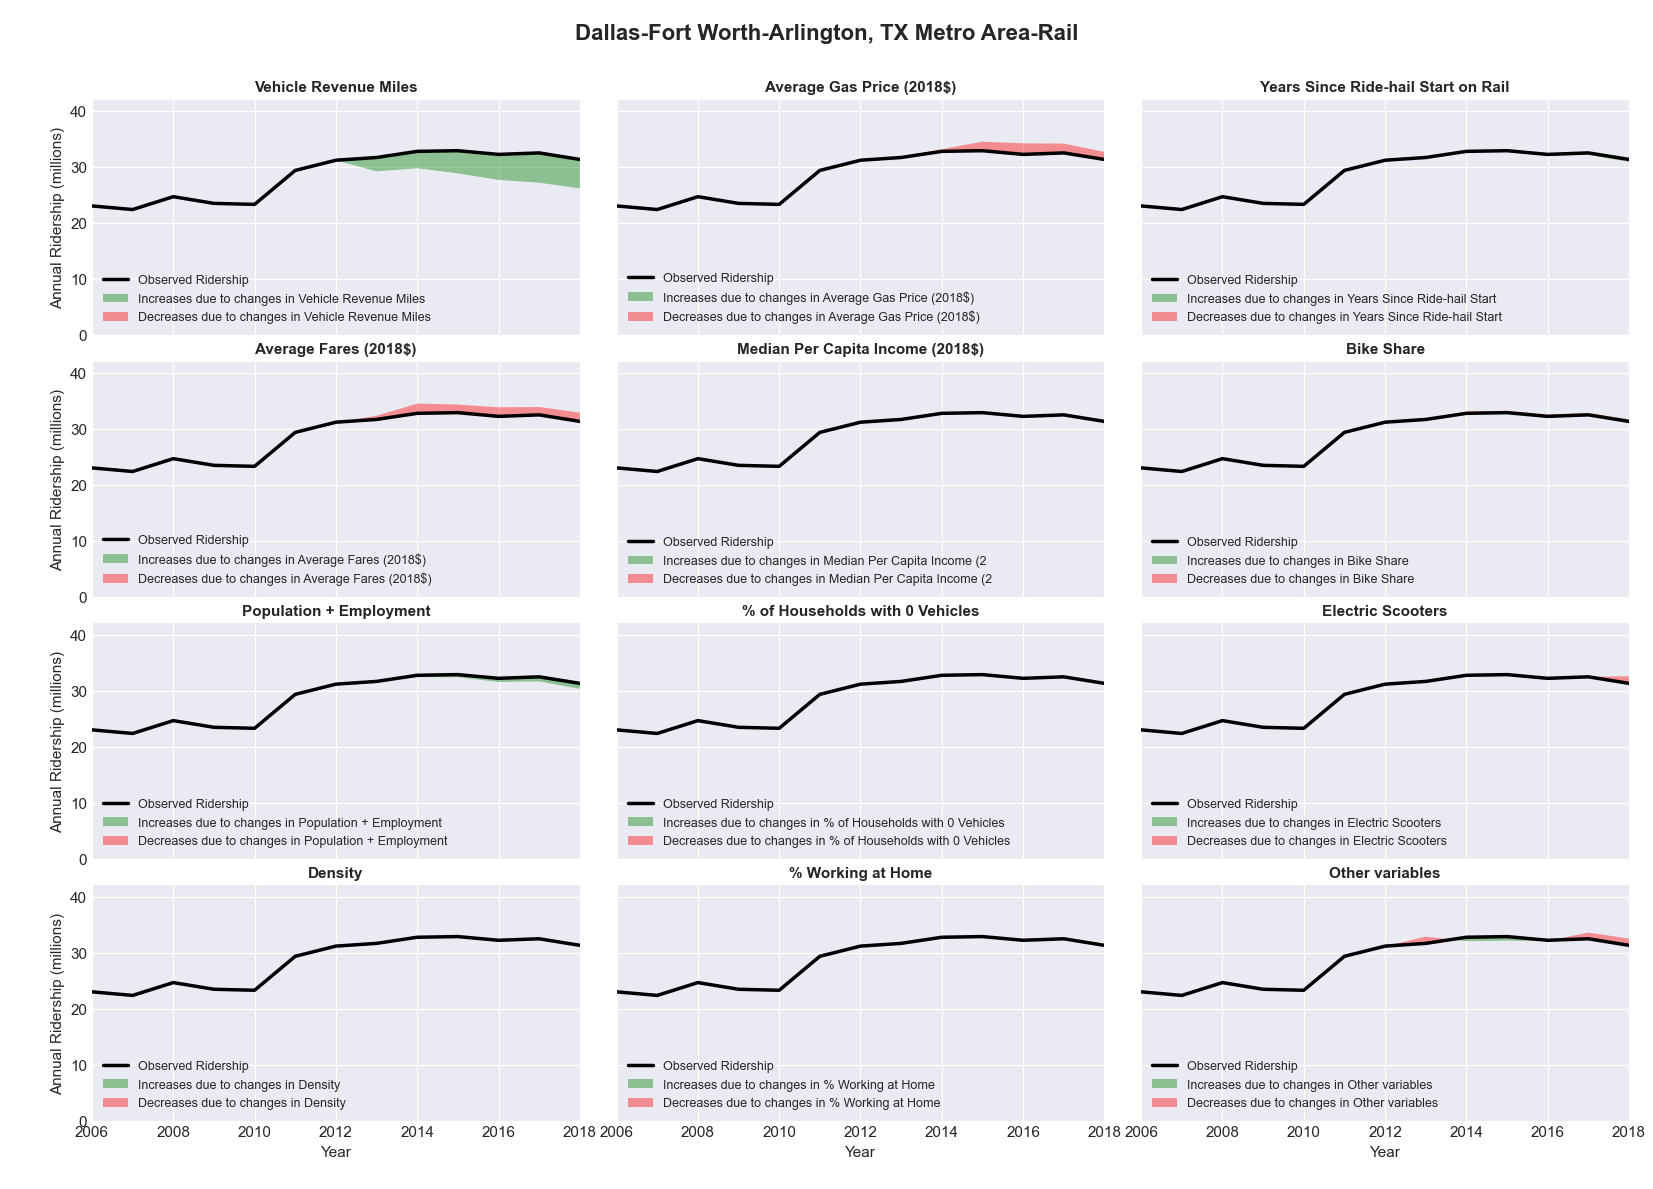 Dallas-Fort Worth-Arlington, TX Metro Area-Rail
Vehicle Revenue Miles
Annual Ridership (millions)
40
30
20
10
0
Observed Ridership
Increases due to changes in Vehicle Revenue Miles
Decreases due to changes in Vehicle Revenue Miles
Average Gas Price (2018$)
Observed Ridership
Increases due to changes in Average Gas Price (2018$)
Decreases due to changes in Average Gas Price (2018$)
Years Since Ride-hail Start on Rail
Observed Ridership
Increases due to changes in Years Since Ride-hail Start
Decreases due to changes in Years Since Ride-hail Start
Average Fares (2018$)
Annual Ridership (millions)
40
30
20
10
0
Observed Ridership
Increases due to changes in Average Fares (2018$)
Decreases due to changes in Average Fares (2018$)
Median Per Capita Income (2018$)
Observed Ridership
Increases due to changes in Median Per Capita Income (2
Decreases due to changes in Median Per Capita Income (2
Bike Share
Observed Ridership
Increases due to changes in Bike Share
Decreases due to changes in Bike Share
Population + Employment
Annual Ridership (millions)
40
30
20
10
0
Observed Ridership
Increases due to changes in Population + Employment
Decreases due to changes in Population + Employment
% of Households with 0 Vehicles
Observed Ridership
Increases due to changes in % of Households with 0 Vehicles
Decreases due to changes in % of Households with 0 Vehicles
Electric Scooters
Observed Ridership
Increases due to changes in Electric Scooters
Decreases due to changes in Electric Scooters
Density
Annual Ridership (millions)
40
30
20
10
0
Observed Ridership
Increases due to changes in Density
Decreases due to changes in Density
2006 2008 2010 2012 2014 2016 2018
Year
% Working at Home
Observed Ridership
Increases due to changes in % Working at Home
Decreases due to changes in % Working at Home
2006 2008 2010 2012 2014 2016 2018
Year
Other variables
Observed Ridership
Increases due to changes in Other variables
Decreases due to changes in Other variables
2006 2008 2010 2012 2014 2016 2018
Year